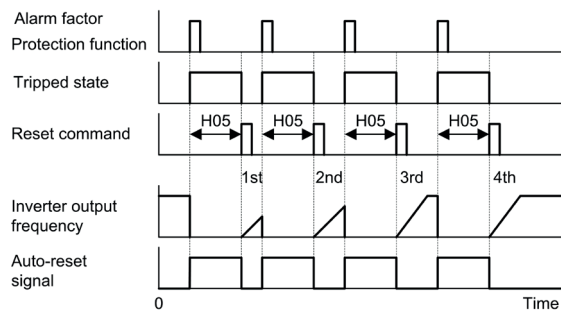 Alarm factor
Protection function
Tripped state
H05 H05 H05 H05
Reset command
1st 2nd 3rd 4th
Inverter output
frequency
Auto-reset
signal
0 Time